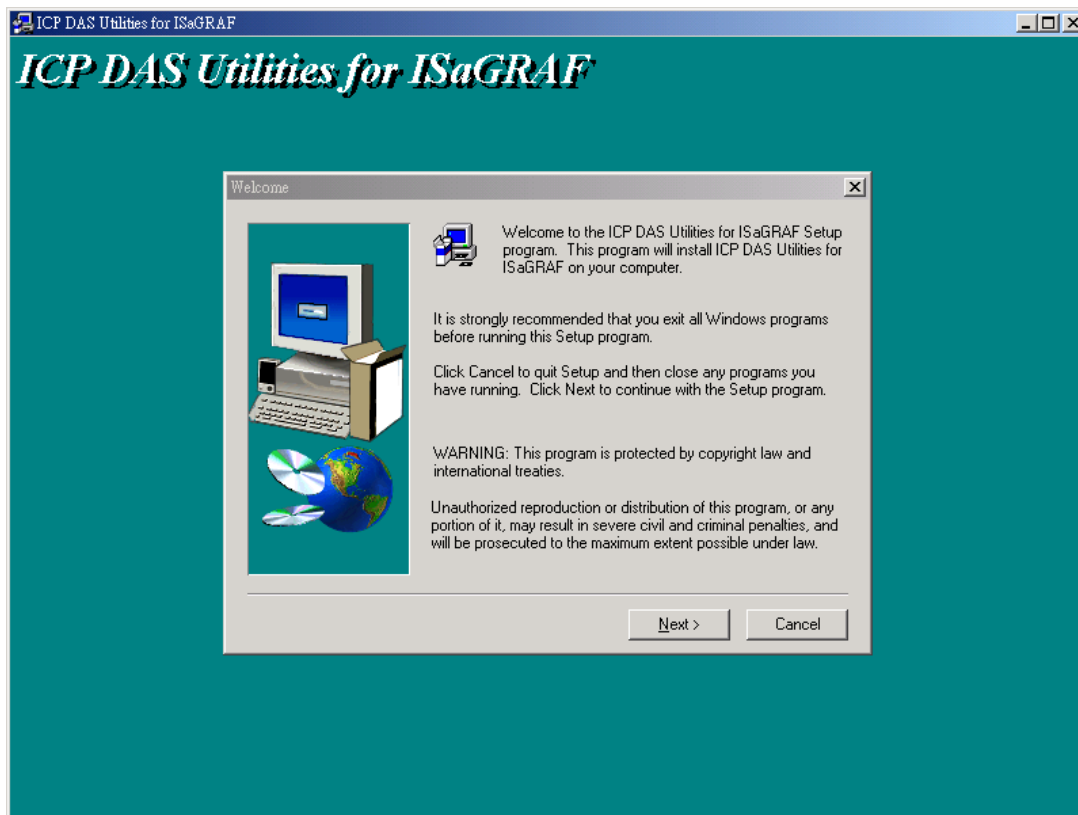 ICP DAS Utilities for ISaGRAF
ICP DAS Utilities for ISaGRAF
Welcome
Welcome to the ICP DAS Utilities for ISaGRAF Setup
program. This program will install ICP DAS Utilities for
ISaGRAF on your computer.
It is strongly recommended that you exit all Windows programs
before running this Setup program.
Click Cancel to quit Setup and then close any programs you
have running. Click Next to continue with the Setup program.
WARNING: This program is protected by copyright law and
international treaties.
Unauthorized reproduction or distribution of this program, or any
portion of it, may result in severe civil and criminal penalties, and
will be prosecuted to the maximum extent possible under law.
Next >
Cancel